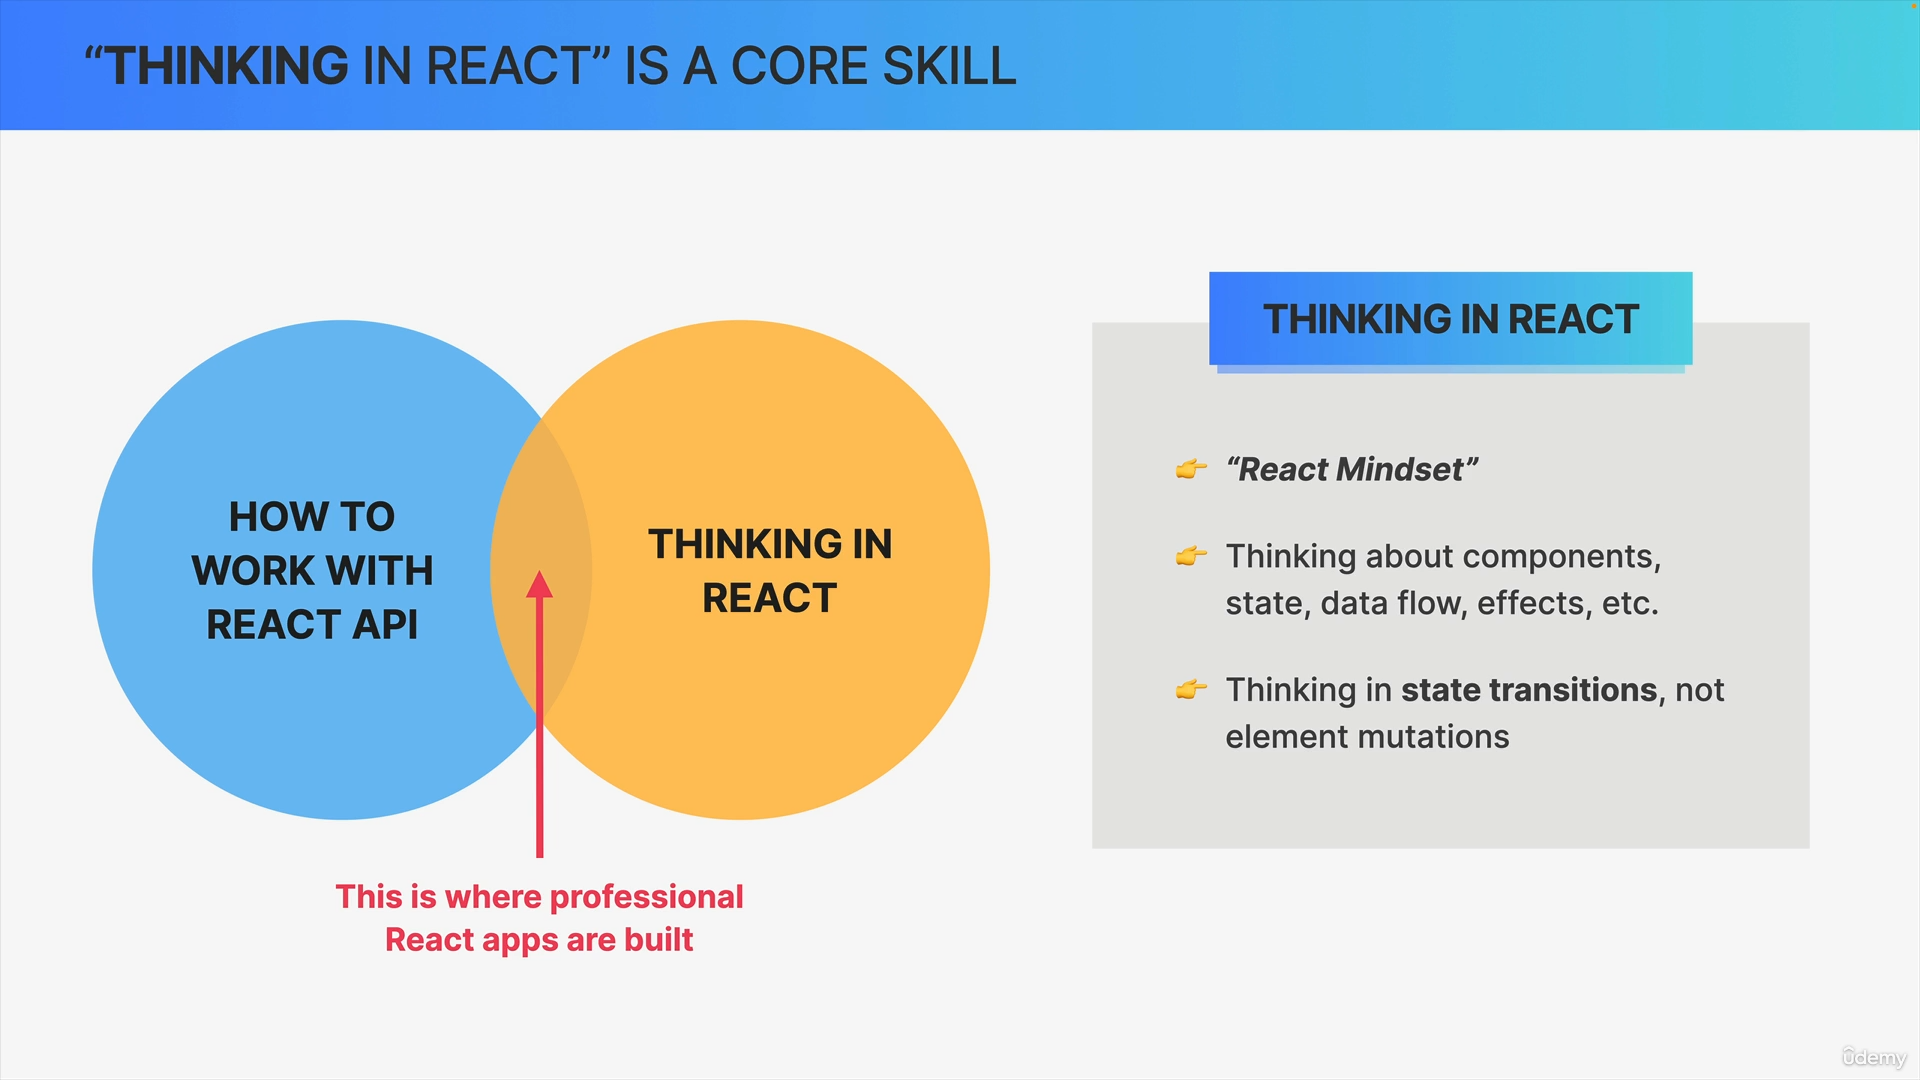 “THINKING IN REACT” IS A CORE SKILL
HOW TO
WORK WITH
REACT API
THINKING IN
REACT
This is where professional
React apps are built
THINKING IN REACT
👉 “React Mindset”
👉 Thinking about components,
state, data flow, effects, etc.
👉 Thinking in state transitions, not
element mutations
ûdemy